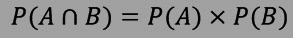 P(A ∩ B) = P(A) × P(B)